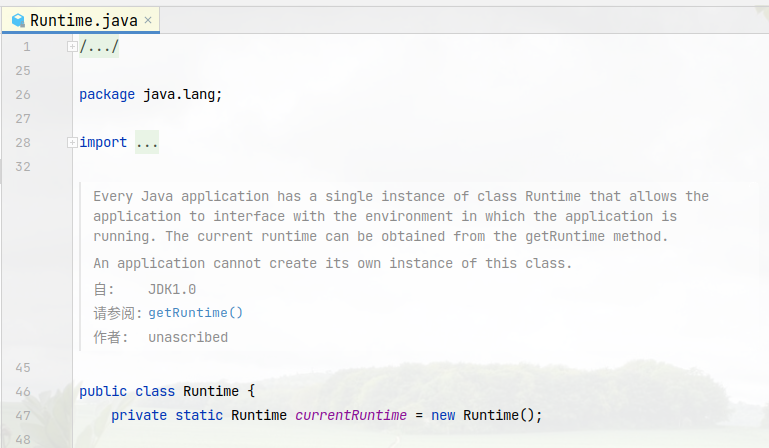 Runtime.java ×
1 /.../
25
26 package java.lang;
27
28 import ...
32
Every Java application has a single instance of class Runtime that allows the
application to interface with the environment in which the application is
running. The current runtime can be obtained from the getRuntime method.
An application cannot create its own instance of this class.
自: JDK1.0
请参阅: getRuntime()
作者: unascribed
45
46 public class Runtime {
47 private static Runtime currentRuntime = new Runtime();
48